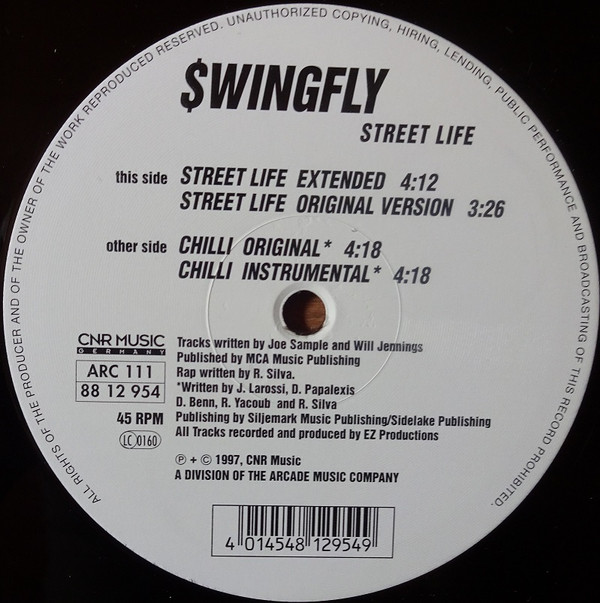 ALL RIGHTS OF THE PRODUCER AND OF THE OWNER OF THE WORK REPRODUCED RESERVED. UNAUTHORIZED COPYING, HIRING, LENDING, PUBLIC PERFORMANCE AND BROADCASTING OF THIS RECORD PROHIBITED.
$WINGFLY
STREET LIFE
this side STREET LIFE EXTENDED 4:12
STREET LIFE ORIGINAL VERSION 3:26
other side CHILLI ORIGINAL* 4:18
CHILLI INSTRUMENTAL* 4:18
CNR MUSIC
GERMANY
ARC 111
88 12 954
45 RPM
LC 0160
Tracks written by Joe Sample and Will Jennings
Published by MCA Music Publishing
Rap written by R. Silva.
*Written by J. Larossi, D. Papalexis
D. Benn, R. Yacoub and R. Silva
Publishing by Siljemark Music Publishing/Sidelake Publishing
All Tracks recorded and produced by EZ Productions
℗ + © 1997, CNR Music
A DIVISION OF THE ARCADE MUSIC COMPANY
4 014548 129549